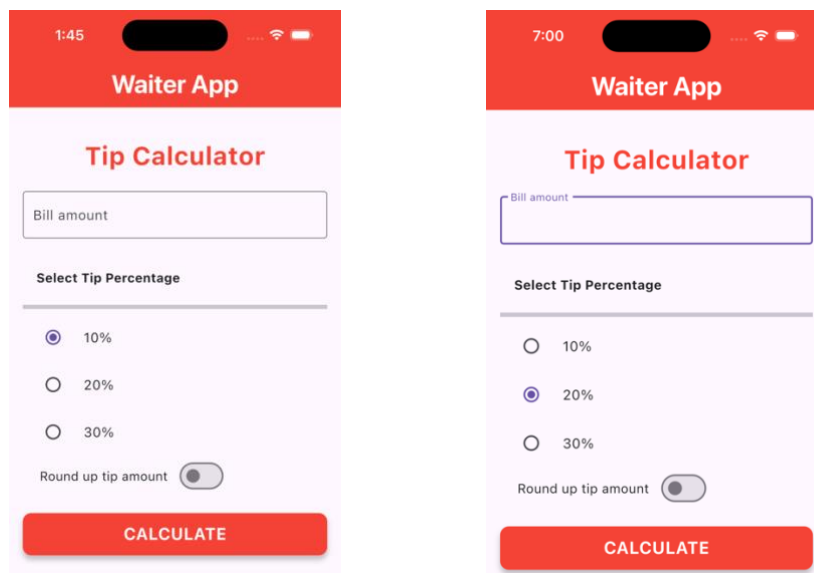 1:45
Waiter App
Tip Calculator
Bill amount
Select Tip Percentage
10%
20%
30%
Round up tip amount
CALCULATE
7:00
Waiter App
Tip Calculator
Bill amount
Select Tip Percentage
10%
20%
30%
Round up tip amount
CALCULATE